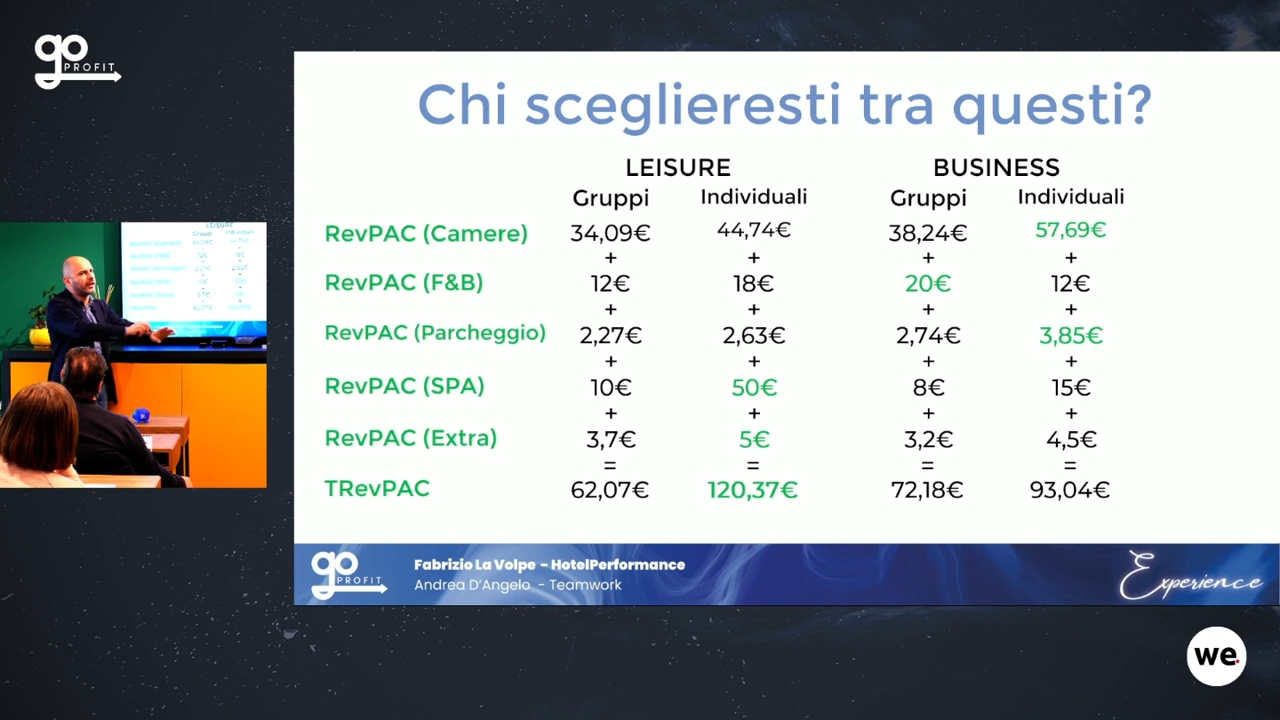 go
PROFIT
Chi sceglieresti tra questi?
LEISURE BUSINESS
Gruppi Individuali Gruppi Individuali
RevPAC (Camere) 34,09€ 44,74€ 38,24€ 57,69€
+ + + +
RevPAC (F&B) 12€ 18€ 20€ 12€
+ + + +
RevPAC (Parcheggio) 2,27€ 2,63€ 2,74€ 3,85€
+ + + +
RevPAC (SPA) 10€ 50€ 8€ 15€
+ + + +
RevPAC (Extra) 3,7€ 5€ 3,2€ 4,5€
= = = =
TRevPAC 62,07€ 120,37€ 72,18€ 93,04€
go
PROFIT
Fabrizio La Volpe - HotelPerformance
Andrea D'Angelo - Teamwork
Experience
we.